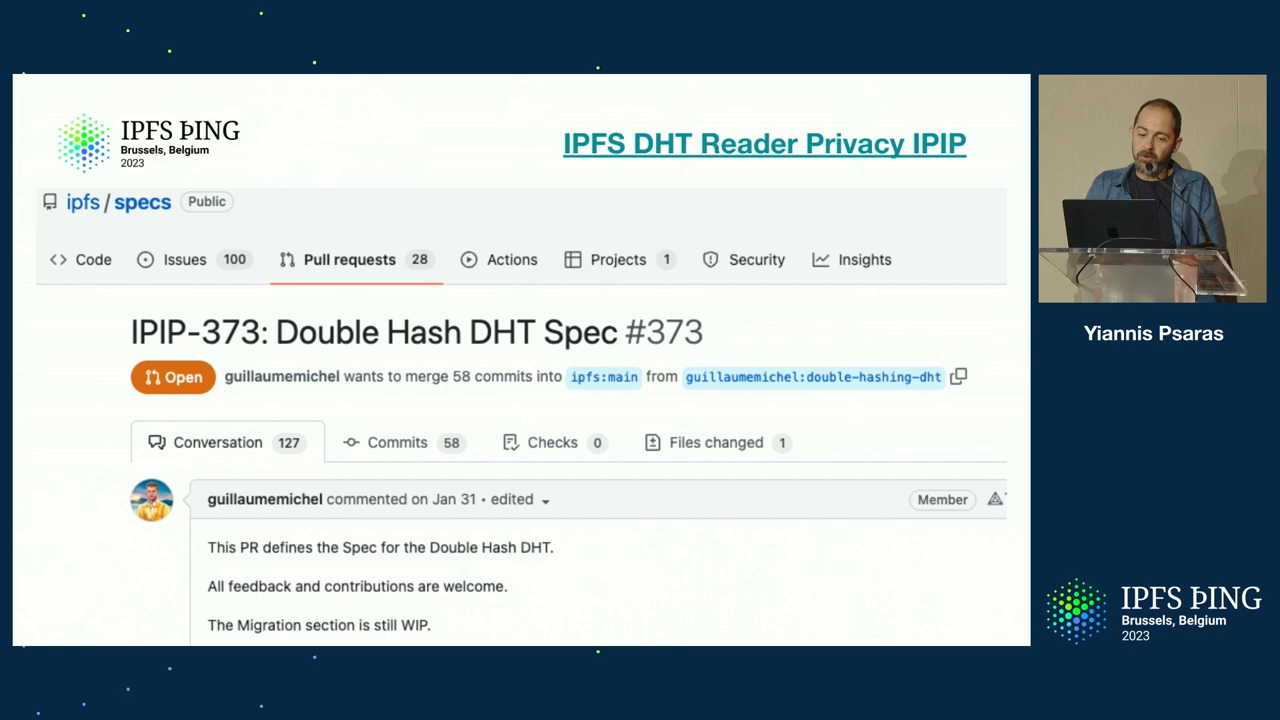 IPFS ÞING
Brussels, Belgium
2023
IPFS DHT Reader Privacy IPIP
ipfs / specs Public
Code Issues 100 Pull requests 28 Actions Projects 1 Security Insights
IPIP-373: Double Hash DHT Spec #373
Open guillaumemichel wants to merge 58 commits into ipfs:main from guillaumemichel:double-hashing-dht
Conversation 127 Commits 58 Checks 0 Files changed 1
guillaumemichel commented on Jan 31 • edited Member
This PR defines the Spec for the Double Hash DHT.
All feedback and contributions are welcome.
The Migration section is still WIP.
Yiannis Psaras
IPFS ÞING
Brussels, Belgium
2023